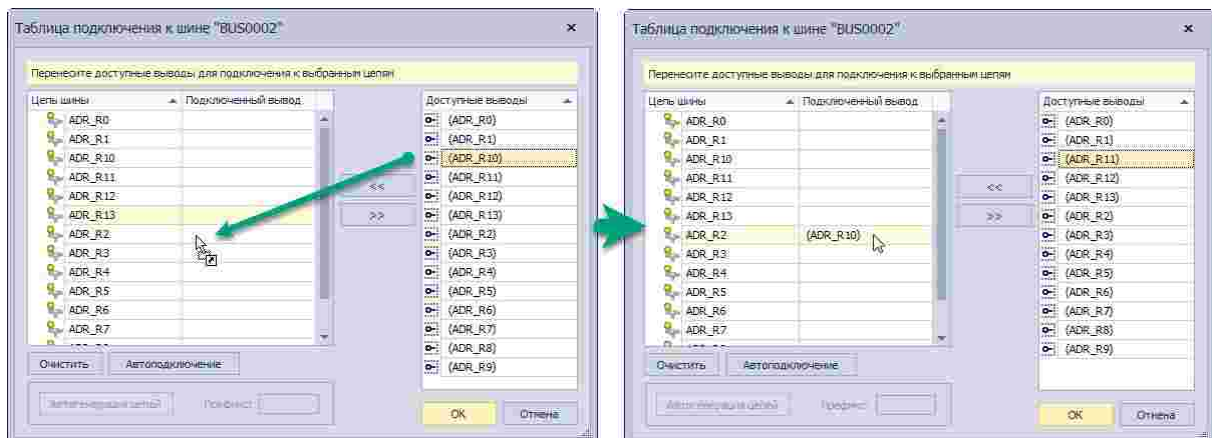 Таблица подключения к шине "BUS0002"
Перенесите доступные выводы для подключения к выбранным цепям
Цепь шины Подключенный вывод
ADR_R0
ADR_R1
ADR_R10
ADR_R11
ADR_R12
ADR_R13
ADR_R2
ADR_R3
ADR_R4
ADR_R5
ADR_R6
ADR_R7
<<
>>
Доступные выводы
(ADR_R0)
(ADR_R1)
(ADR_R10)
(ADR_R11)
(ADR_R12)
(ADR_R13)
(ADR_R2)
(ADR_R3)
(ADR_R4)
(ADR_R5)
(ADR_R6)
(ADR_R7)
(ADR_R8)
(ADR_R9)
Очистить Автоподключение
Автогенерация цепей Префикс:
ОК Отмена
Таблица подключения к шине "BUS0002"
Перенесите доступные выводы для подключения к выбранным цепям
Цепь шины Подключенный вывод
ADR_R0
ADR_R1
ADR_R10
ADR_R11
ADR_R12
ADR_R13
ADR_R2 (ADR_R10)
ADR_R3
ADR_R4
ADR_R5
ADR_R6
ADR_R7
<<
>>
Доступные выводы
(ADR_R0)
(ADR_R1)
(ADR_R11)
(ADR_R12)
(ADR_R13)
(ADR_R2)
(ADR_R3)
(ADR_R4)
(ADR_R5)
(ADR_R6)
(ADR_R7)
(ADR_R8)
(ADR_R9)
Очистить Автоподключение
Автогенерация цепей Префикс:
ОК Отмена